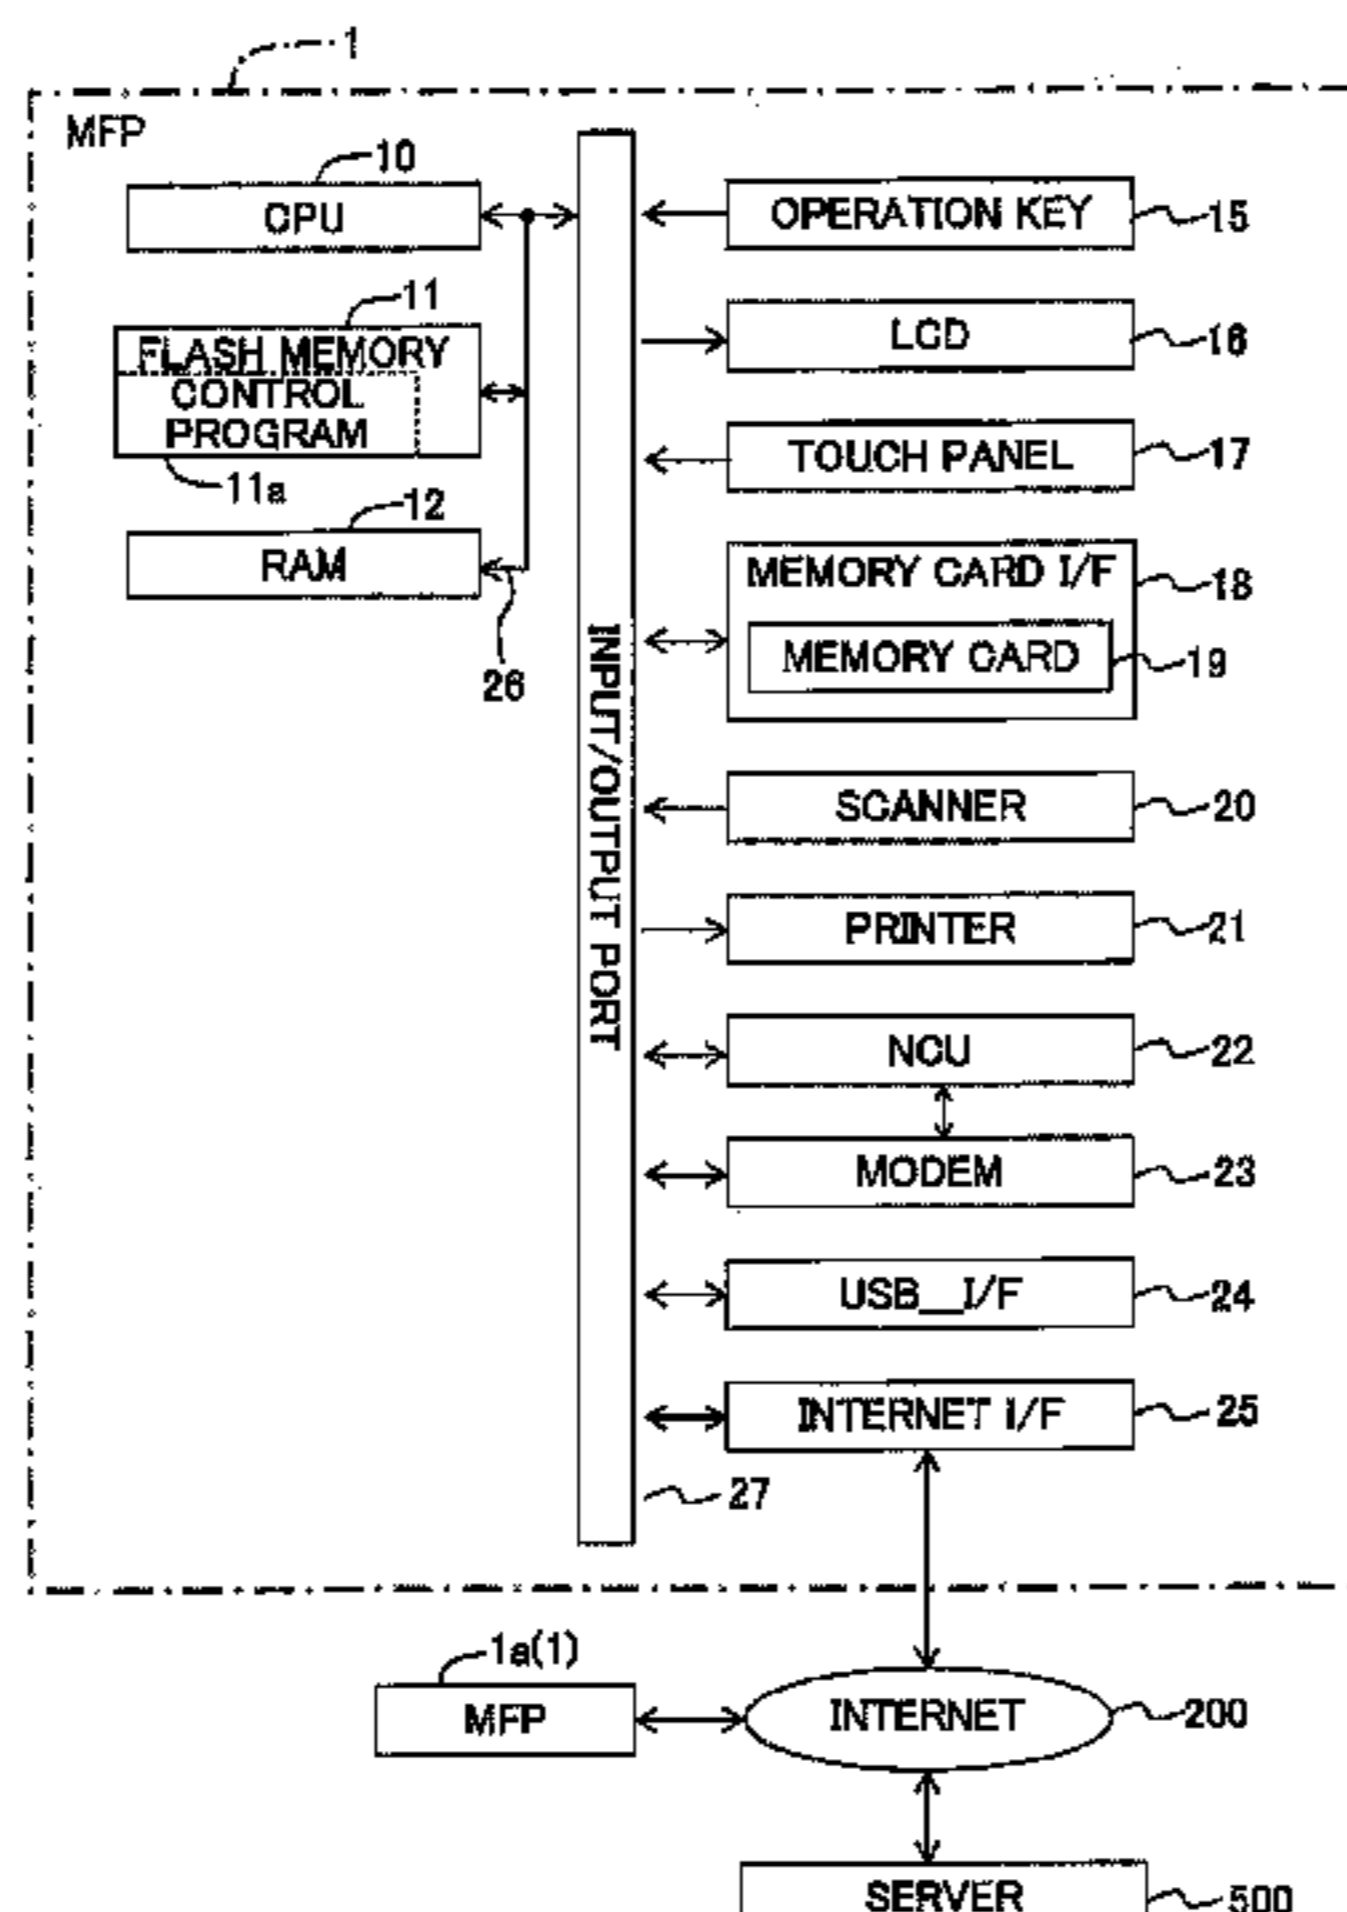 1
MFP
10
CPU
11
FLASH MEMORY
CONTROL
PROGRAM
11a
12
RAM
26
INPUT/OUTPUT PORT
OPERATION KEY
15
LCD
16
TOUCH PANEL
17
MEMORY CARD I/F
18
MEMORY CARD
19
SCANNER
20
PRINTER
21
NCU
22
MODEM
23
USB__I/F
24
INTERNET I/F
25
27
1a(1)
MFP
INTERNET
200
SERVER
500